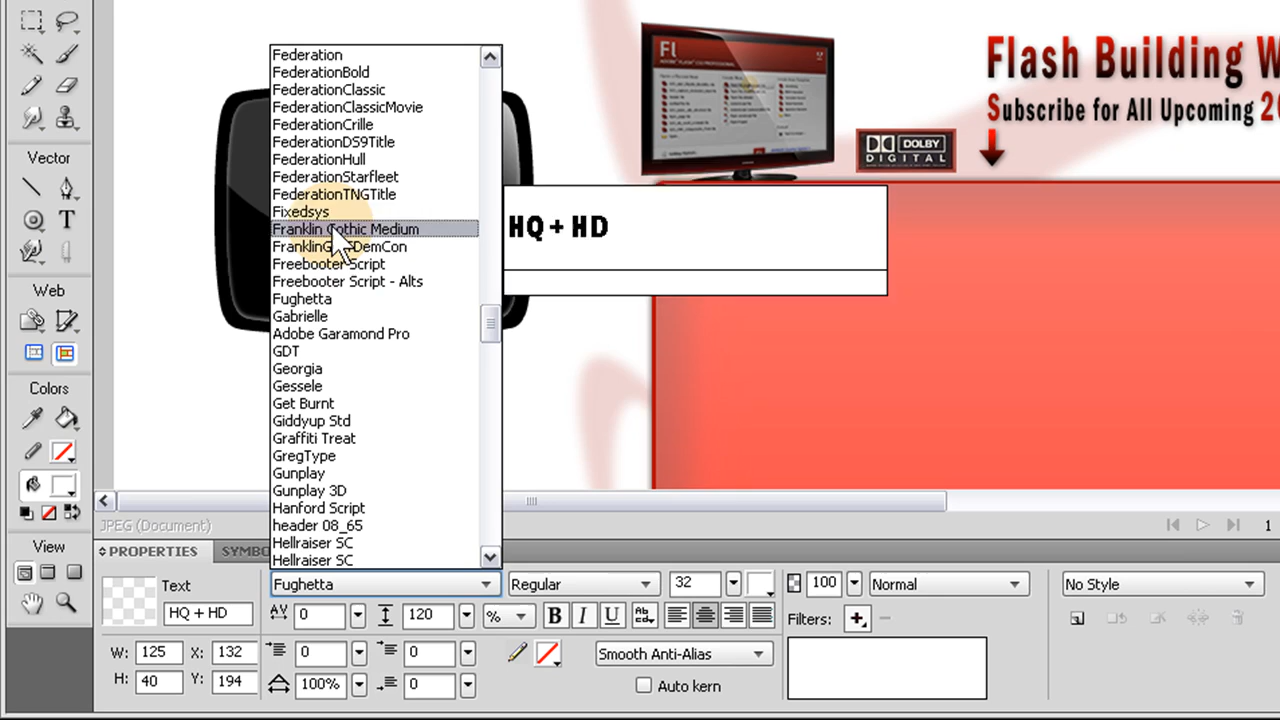 Vector
Web
Colors
View
Federation
FederationBold
FederationClassic
FederationClassicMovie
FederationCrille
FederationDS9Title
FederationHull
FederationStarfleet
FederationTNGTitle
Fixedsys
Franklin Gothic Medium
DemCon
Freebooter Script
Freebooter Script - Alts
Fughetta
Gabrielle
Adobe Garamond Pro
GDT
Georgia
Gessele
Get Burnt
Giddyup Std
Graffiti Treat
GregType
Gunplay
Gunplay 3D
Hanford Script
header 08_65
Hellraiser SC
Hellraiser SC
HQ + HD
Fl
DOLBY
DIGITAL
Flash Building W
Subscribe for All Upcoming 2
JPEG (Document)
1
PROPERTIES
SYMBO
Text
HQ + HD
Fughetta
Regular
32
100
Normal
No Style
0
120
%
B I U
Ab
Filters:
W: 125 X: 132
H: 40 Y: 194
0
0
100%
0
Smooth Anti-Alias
Auto kern